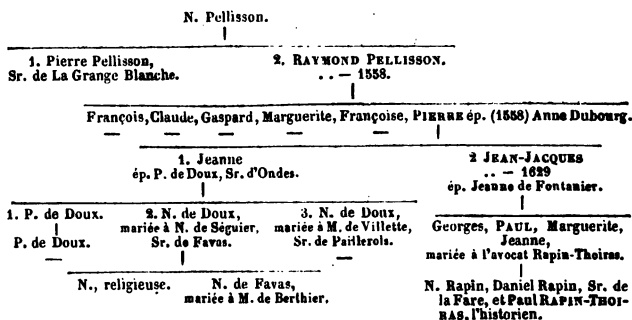 N. Pellisson.
1. Pierre Pellisson,
Sr. de La Grange Blanche.
2. RAYMOND PELLISSON.
. . — 1558.
François, Claude, Gaspard, Marguerite, Françoise, PIERRE ép. (1558) Anne Dubourg.
1. Jeanne
ép. P. de Doux, Sr. d'Ondes.
2 JEAN-JACQUES
. . — 1629
ép. Jeanne de Fontanier.
1. P. de Doux.
P. de Doux.
2. N. de Doux,
mariée à N. de Séguier,
Sr. de Favas.
3. N. de Doux,
mariée à M. de Villette,
Sr. de Paillerols.
Georges, PAUL, Marguerite,
Jeanne,
mariée à l'avocat Rapin-Thoiras.
N., religieuse.
N. de Favas,
mariée à M. de Berthier.
N. Rapin, Daniel Rapin, Sr. de
la Fare, et Paul RAPIN-THOI-
RAS, l'historien.